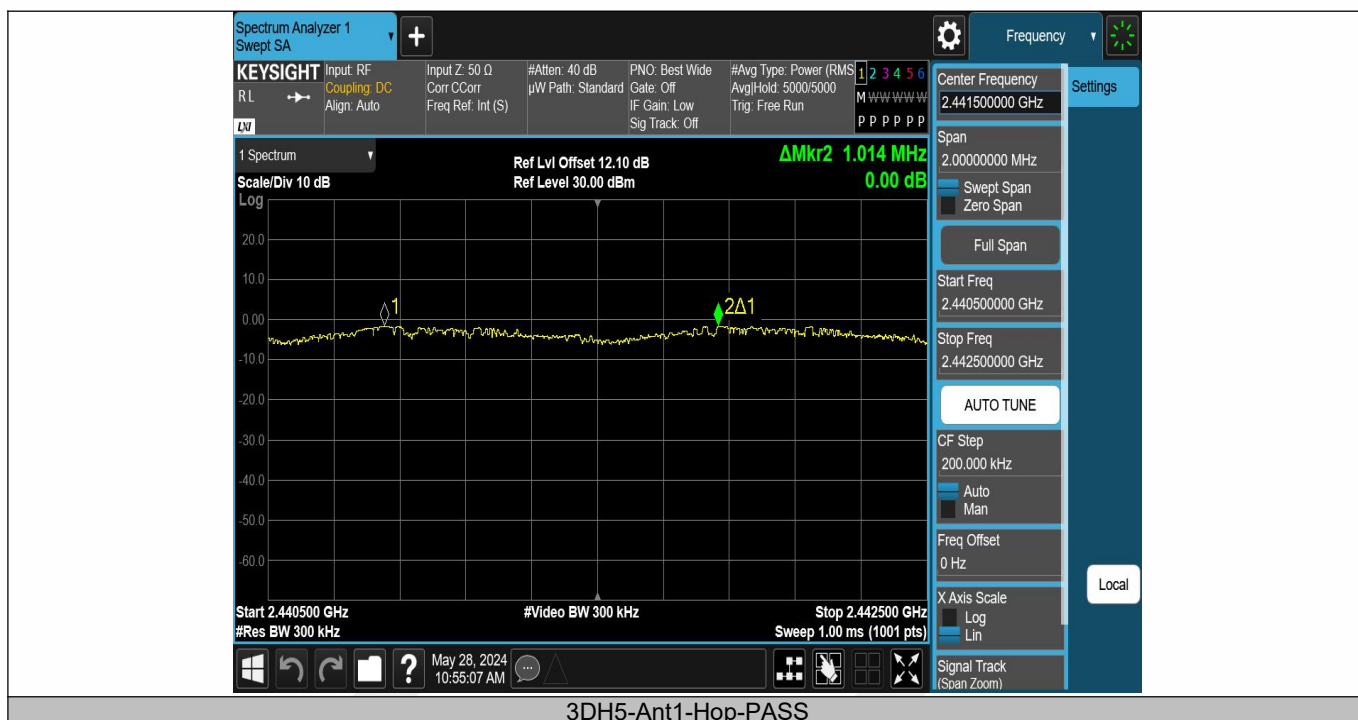 Spectrum Analyzer 1
Swept SA
Frequency
KEYSIGHT
R L
LXI
Input: RF
Coupling: DC
Align: Auto
Input Z: 50 Ω
Corr CCorr
Freq Ref: Int (S)
#Atten: 40 dB
µW Path: Standard
PNO: Best Wide
Gate: Off
IF Gain: Low
Sig Track: Off
#Avg Type: Power (RMS
Avg|Hold: 5000/5000
Trig: Free Run
1 2 3 4 5 6
M W W W W W
P P P P P P
1 Spectrum
Scale/Div 10 dB
Log
Ref Lvl Offset 12.10 dB
Ref Level 30.00 dBm
ΔMkr2 1.014 MHz
0.00 dB
20.0
10.0
0.00
-10.0
-20.0
-30.0
-40.0
-50.0
-60.0
1
2Δ1
Start 2.440500 GHz
#Res BW 300 kHz
#Video BW 300 kHz
Stop 2.442500 GHz
Sweep 1.00 ms (1001 pts)
Center Frequency
2.441500000 GHz
Settings
Span
2.00000000 MHz
Swept Span
Zero Span
Full Span
Start Freq
2.440500000 GHz
Stop Freq
2.442500000 GHz
AUTO TUNE
CF Step
200.000 kHz
Auto
Man
Freq Offset
0 Hz
X Axis Scale
Log
Lin
Local
Signal Track
(Span Zoom)
?
May 28, 2024
10:55:07 AM
3DH5-Ant1-Hop-PASS